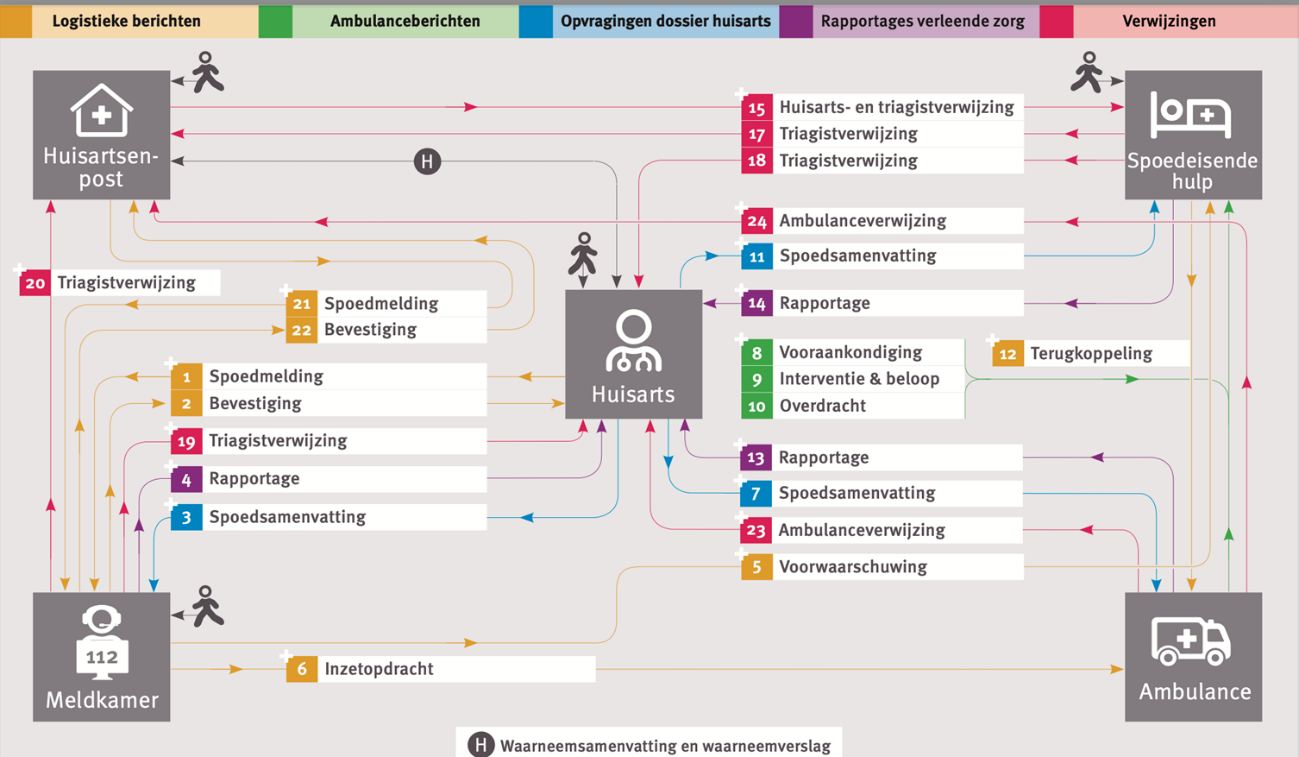 Logistieke berichten
Ambulanceberichten
Opvragingen dossier huisarts
Rapportages verleende zorg
Verwijzingen
Huisartsen-
post
H
15 Huisarts- en triagistverwijzing
17 Triagistverwijzing
18 Triagistverwijzing
Spoedeisende
hulp
24 Ambulanceverwijzing
11 Spoedsamenvatting
20 Triagistverwijzing
21 Spoedmelding
22 Bevestiging
14 Rapportage
Huisarts
8 Vooraankondiging
9 Interventie & beloop
10 Overdracht
12 Terugkoppeling
1 Spoedmelding
2 Bevestiging
19 Triagistverwijzing
4 Rapportage
3 Spoedsamenvatting
13 Rapportage
7 Spoedsamenvatting
23 Ambulanceverwijzing
5 Voorwaarschuwing
112
Meldkamer
6 Inzetopdracht
Ambulance
H Waarneemsamenvatting en waarneemverslag